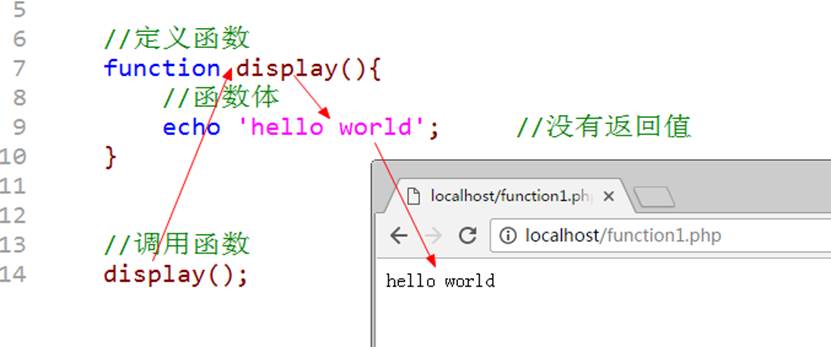 5
6 //定义函数
7 function display(){
8 //函数体
9 echo 'hello world'; //没有返回值
10 }
11
12
13 //调用函数
14 display();
localhost/function1.ph
localhost/function1.php
hello world